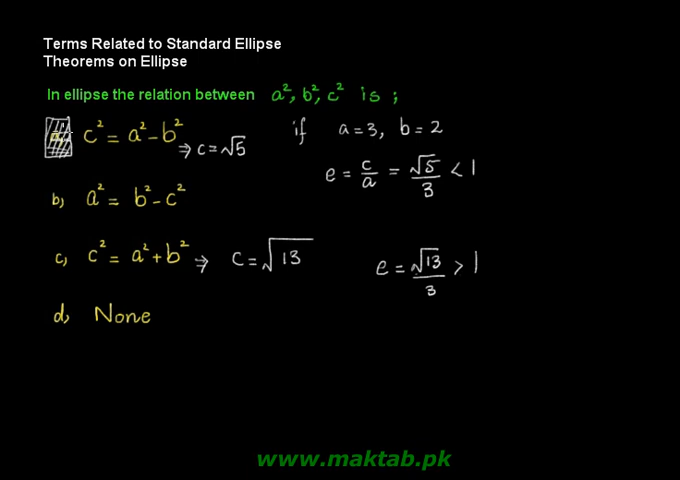 Terms Related to Standard Ellipse
Theorems on Ellipse
In ellipse the relation between a², b², c² is ;
c² = a² - b² ⇒ c = √5
if a = 3, b = 2
e = c/a = √5/3 < 1
b, a² = b² - c²
c, c² = a² + b² ⇒ c = √13
e = √13/3 > 1
d, None
www.maktab.pk